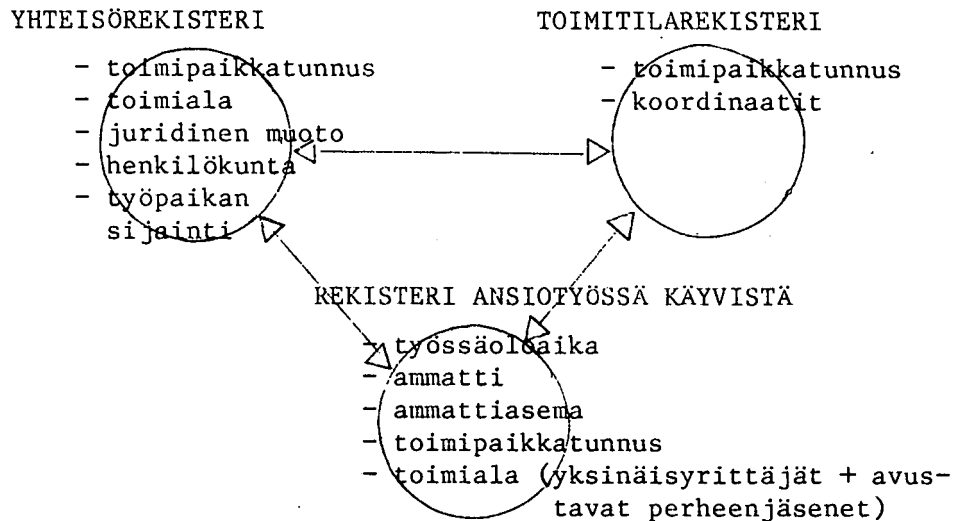 YHTEISÖREKISTERI
- toimipaikkatunnus
- toimiala
- juridinen muoto
- henkilökunta
- työpaikan
sijainti
TOIMITILAREKISTERI
- toimipaikkatunnus
- koordinaatit
REKISTERI ANSIOTYÖSSÄ KÄYVISTÄ
- työssäoloaika
- ammatti
- ammattiasema
- toimipaikkatunnus
- toimiala (yksinäisyrittäjät + avus-
tavat perheenjäsenet)